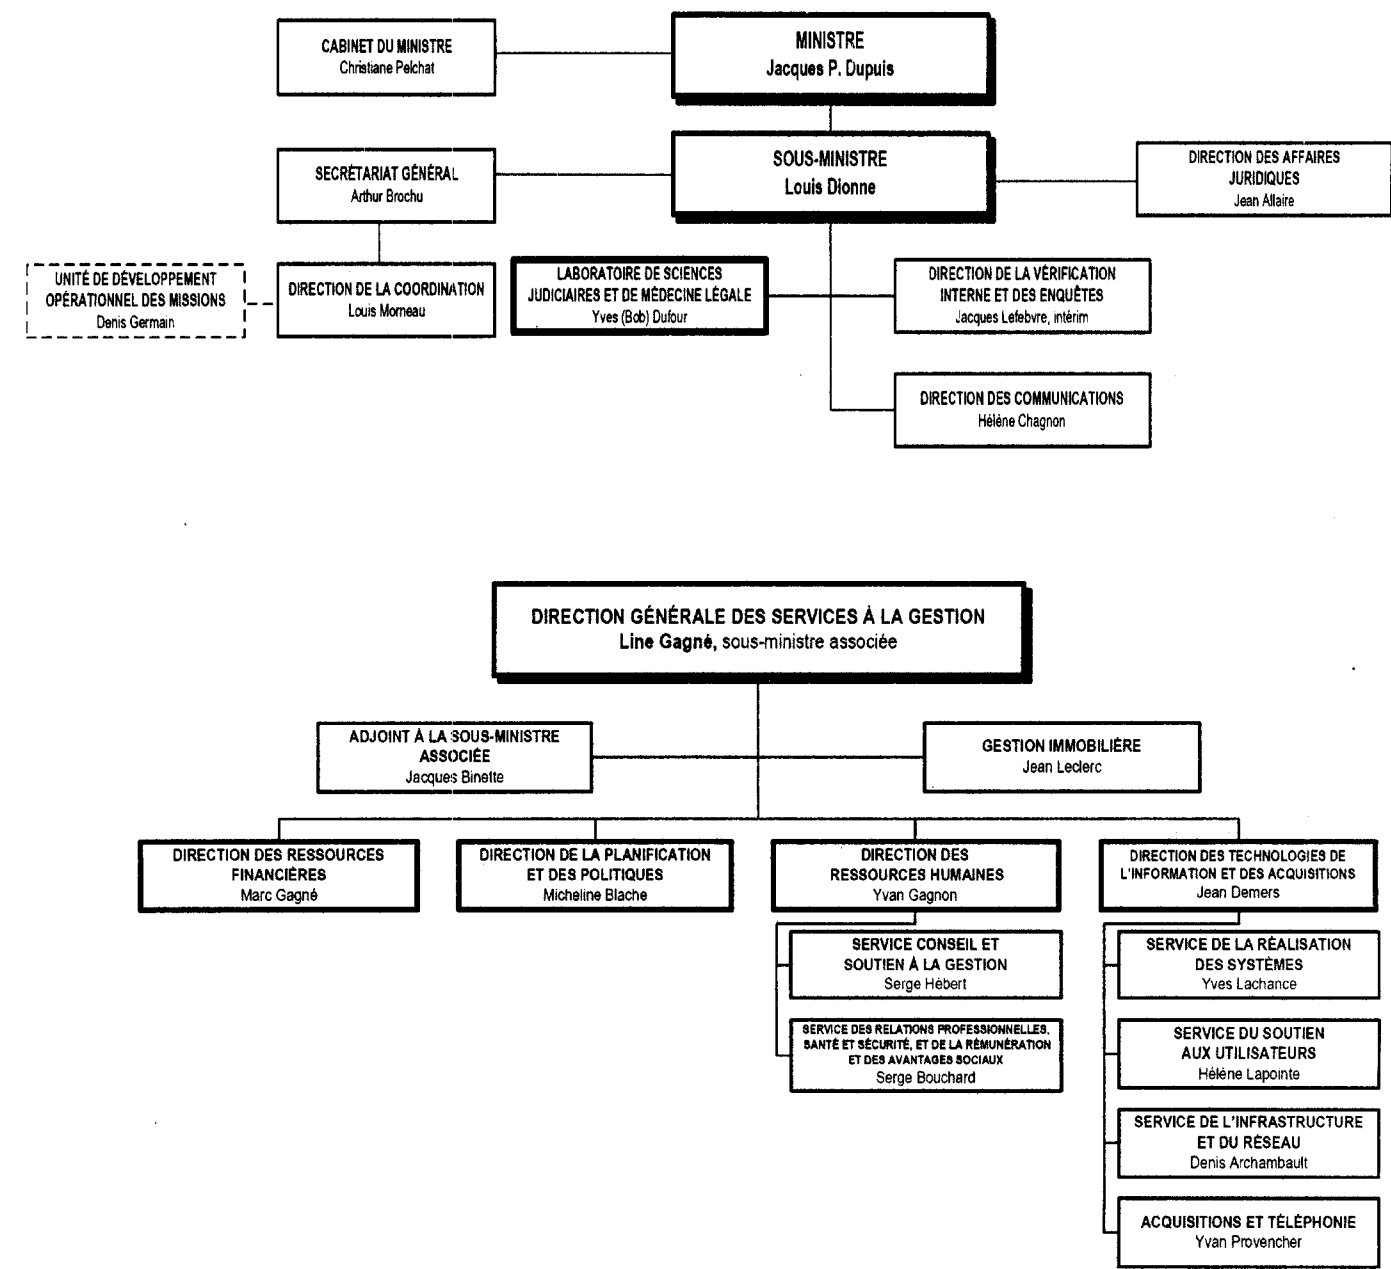 CABINET DU MINISTRE
Christiane Pelchat
MINISTRE
Jacques P. Dupuis
SECRÉTARIAT GÉNÉRAL
Arthur Brochu
SOUS-MINISTRE
Louis Dionne
DIRECTION DES AFFAIRES
JURIDIQUES
Jean Allaire
UNITÉ DE DÉVELOPPEMENT
OPÉRATIONNEL DES MISSIONS
Denis Germain
DIRECTION DE LA COORDINATION
Louis Morneau
LABORATOIRE DE SCIENCES
JUDICIAIRES ET DE MÉDECINE LÉGALE
Yves (Bob) Dufour
DIRECTION DE LA VÉRIFICATION
INTERNE ET DES ENQUÊTES
Jacques Lefebvre, intérim
DIRECTION DES COMMUNICATIONS
Hélène Chagnon
DIRECTION GÉNÉRALE DES SERVICES À LA GESTION
Line Gagné, sous-ministre associée
ADJOINT À LA SOUS-MINISTRE
ASSOCIÉE
Jacques Binette
GESTION IMMOBILIÈRE
Jean Leclerc
DIRECTION DES RESSOURCES
FINANCIÈRES
Marc Gagné
DIRECTION DE LA PLANIFICATION
ET DES POLITIQUES
Micheline Blache
DIRECTION DES
RESSOURCES HUMAINES
Yvan Gagnon
DIRECTION DES TECHNOLOGIES DE
L'INFORMATION ET DES ACQUISITIONS
Jean Demers
SERVICE CONSEIL ET
SOUTIEN À LA GESTION
Serge Hébert
SERVICE DES RELATIONS PROFESSIONNELLES,
SANTÉ ET SÉCURITÉ, ET DE LA RÉMUNÉRATION
ET DES AVANTAGES SOCIAUX
Serge Bouchard
SERVICE DE LA RÉALISATION
DES SYSTÈMES
Yves Lachance
SERVICE DU SOUTIEN
AUX UTILISATEURS
Hélène Lapointe
SERVICE DE L'INFRASTRUCTURE
ET DU RÉSEAU
Denis Archambault
ACQUISITIONS ET TÉLÉPHONIE
Yvan Provencher